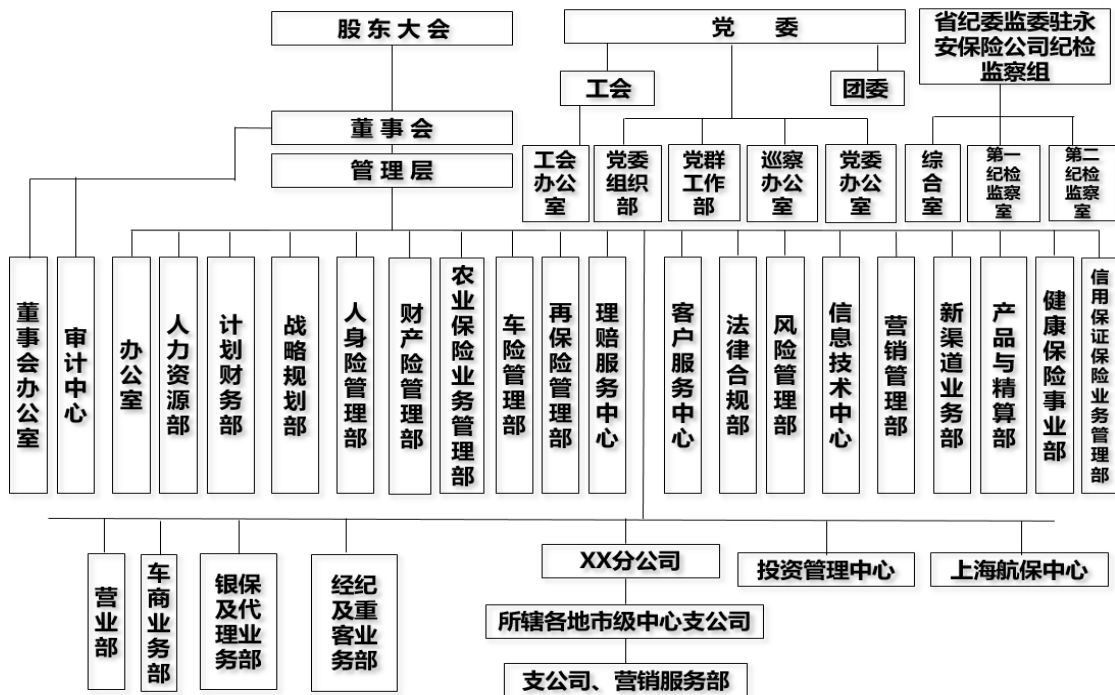 股东大会
党 委
省纪委监委驻永
安保险公司纪检
监察组
工会
团委
董事会
管理层
工会
办公
室
党委
组织
部
党群
工作
部
巡察
办公
室
党委
办公
室
综
合
室
第一
纪检
监察
室
第二
纪检
监察
室
董事会办公室
审计中心
办公室
人力资源部
计划财务部
战略规划部
人身险管理部
财产险管理部
农业保险业务管理部
车险管理部
再保险管理部
理赔服务中心
客户服务中心
法律合规部
风险管理部
信息技术中心
营销管理部
新渠道业务部
产品与精算部
健康保险事业部
信用保证保险业务管理部
营业部
车商业务部
银保
及代
理业
务部
经纪
及重
客业
务部
XX分公司
投资管理中心
上海航保中心
所辖各地市级中心支公司
支公司、营销服务部